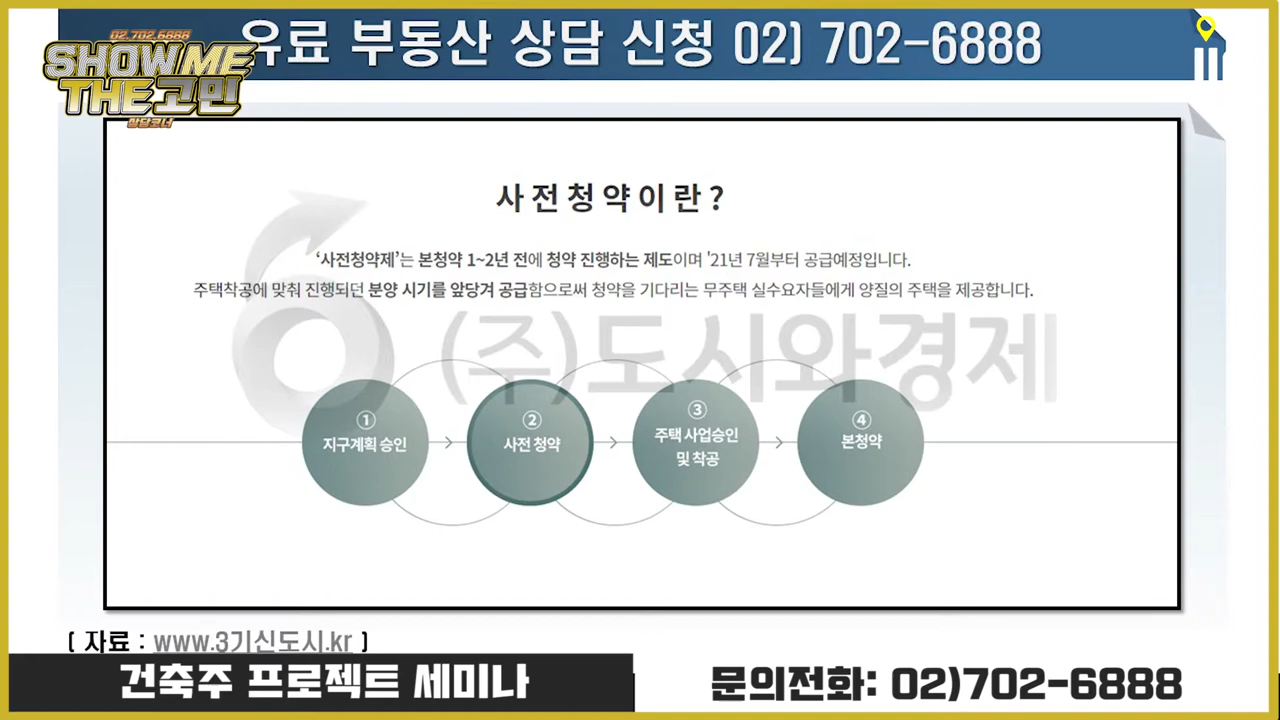 유료 부동산 상담 신청 02) 702-6888
02.702.6888
SHOW ME
THE 고민
상담코너
사전청약이란?
‘사전청약제’는 본청약 1~2년 전에 청약 진행하는 제도이며 '21년 7월부터 공급예정입니다.
주택착공에 맞춰 진행되던 분양 시기를 앞당겨 공급함으로써 청약을 기다리는 무주택 실수요자들에게 양질의 주택을 제공합니다.
(주)도시와경제
①
지구계획 승인
②
사전 청약
③
주택 사업승인
및 착공
④
본청약
( 자료 : www.3기신도시.kr )
건축주 프로젝트 세미나
문의전화: 02)702-6888